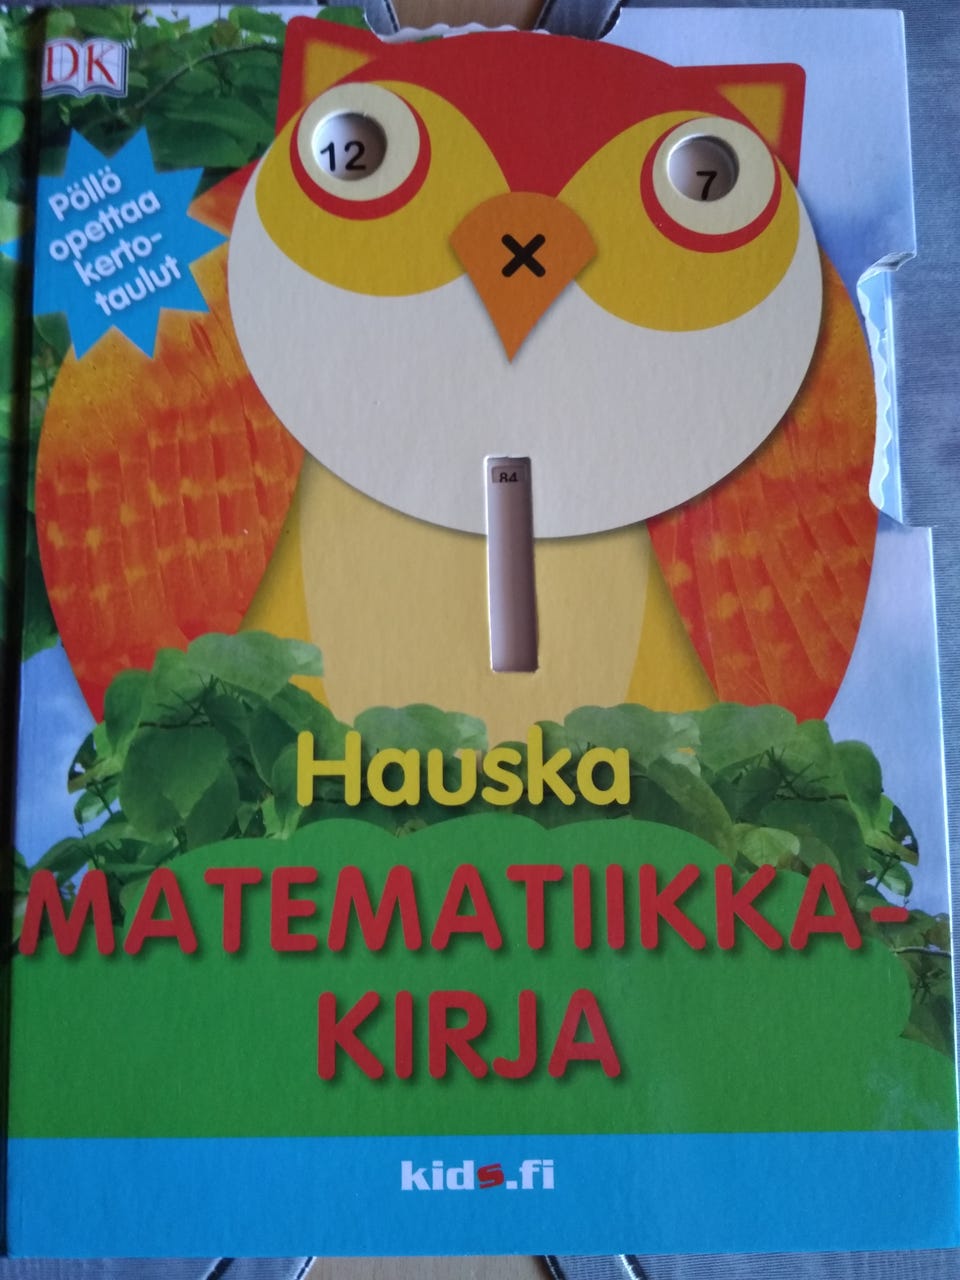 DK
Pöllö
opettaa
kerto-
taulut
12
7
×
84
Hauska
MATEMATIIKKA-
KIRJA
kids.fi